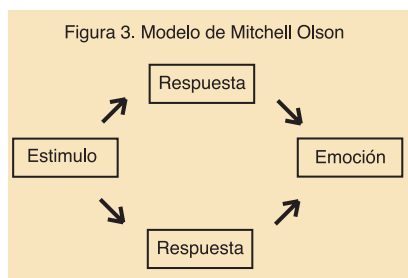 Figura 3. Modelo de Mitchell Olson
Respuesta
Estimulo
Emoción
Respuesta